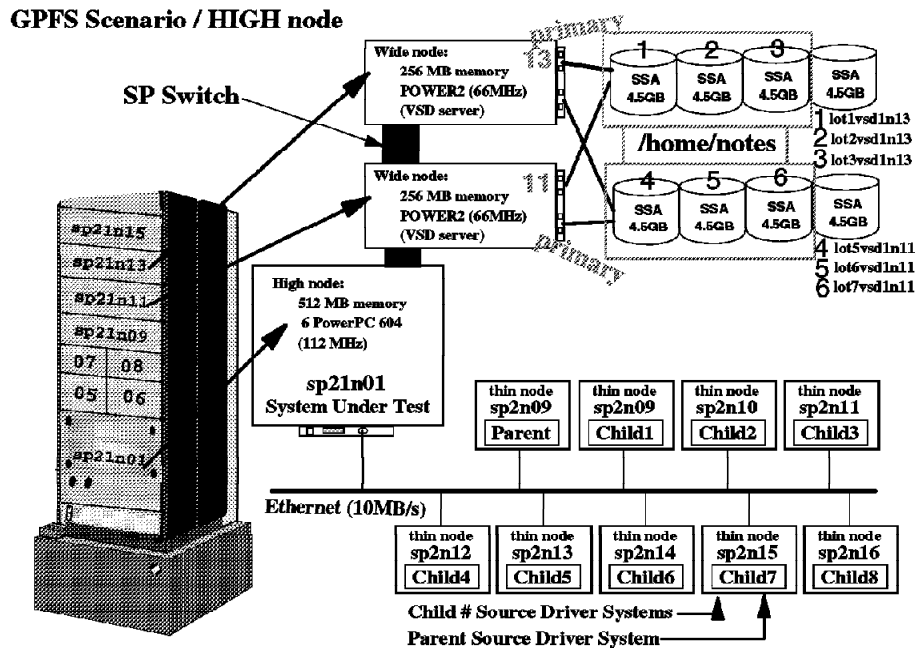 GPFS Scenario / HIGH node
SP Switch
Wide node:
256 MB memory
POWER2 (66MHz)
(VSD server)
13
primary
1 2 3
SSA 4.5GB
SSA 4.5GB
SSA 4.5GB
SSA 4.5GB
1 lot1vsd1n13
2 lot2vsd1n13
3 lot3vsd1n13
/home/notes
Wide node:
256 MB memory
POWER2 (66MHz)
(VSD server)
11
primary
4 5 6
SSA 4.5GB
SSA 4.5GB
SSA 4.5GB
SSA 4.5GB
4 lot5vsd1n11
5 lot6vsd1n11
6 lot7vsd1n11
sp21n15
sp21n13
sp21n11
sp21n09
07 08
05 06
sp21n01
High node:
512 MB memory
6 PowerPC 604
(112 MHz)
sp21n01
System Under Test
thin node
sp2n09
Parent
thin node
sp2n09
Child1
thin node
sp2n10
Child2
thin node
sp2n11
Child3
Ethernet (10MB/s)
thin node
sp2n12
Child4
thin node
sp2n13
Child5
thin node
sp2n14
Child6
thin node
sp2n15
Child7
thin node
sp2n16
Child8
Child # Source Driver Systems
Parent Source Driver System